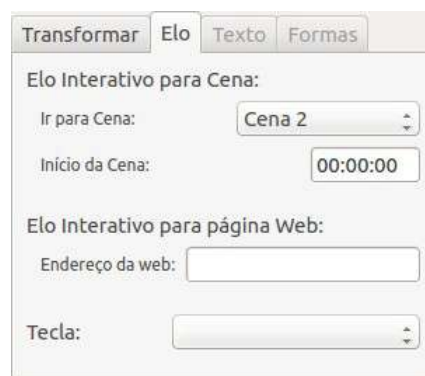 Transformar Elo Texto Formas
Elo Interativo para Cena:
Ir para Cena: Cena 2
Início da Cena: 00:00:00
Elo Interativo para página Web:
Endereço da web:
Tecla: